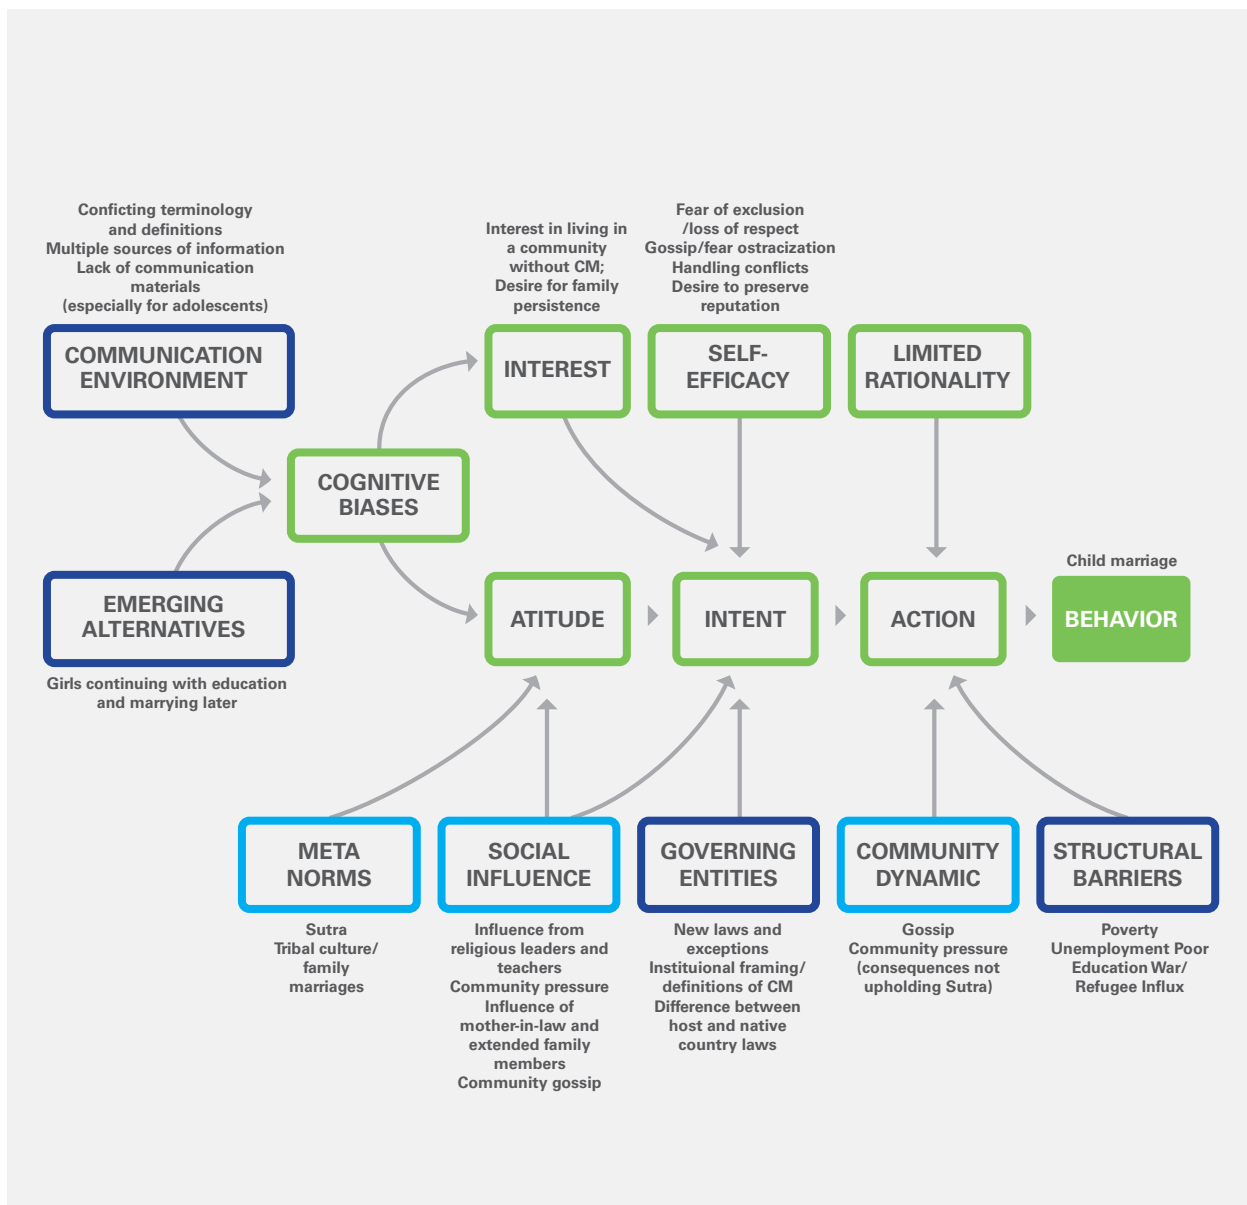 Conficting terminology
and definitions
Multiple sources of information
Lack of communication
materials
(especially for adolescents)
COMMUNICATION
ENVIRONMENT
Interest in living in
a community
without CM;
Desire for family
persistence
INTEREST
Fear of exclusion
/loss of respect
Gossip/fear ostracization
Handling conflicts
Desire to preserve
reputation
SELF-
EFFICACY
LIMITED
RATIONALITY
COGNITIVE
BIASES
EMERGING
ALTERNATIVES
Girls continuing with education
and marrying later
ATITUDE
INTENT
ACTION
Child marriage
BEHAVIOR
META
NORMS
Sutra
Tribal culture/
family
marriages
SOCIAL
INFLUENCE
Influence from
religious leaders and
teachers
Community pressure
Influence of
mother-in-law and
extended family
members
Community gossip
GOVERNING
ENTITIES
New laws and
exceptions
Instituional framing/
definitions of CM
Difference between
host and native
country laws
COMMUNITY
DYNAMIC
Gossip
Community pressure
(consequences not
upholding Sutra)
STRUCTURAL
BARRIERS
Poverty
Unemployment Poor
Education War/
Refugee Influx